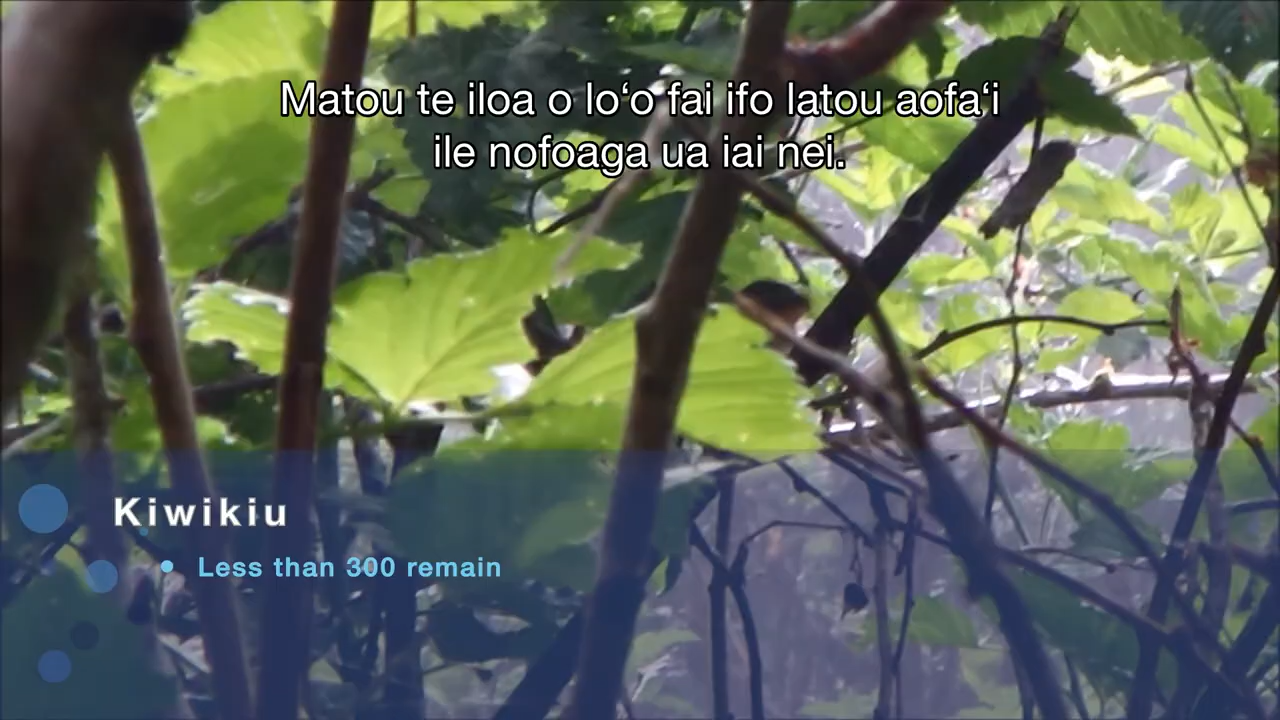 Matou te iloa o lo‘o fai ifo latou aofa‘i
ile nofoaga ua iai nei.
Kiwikiu
• Less than 300 remain